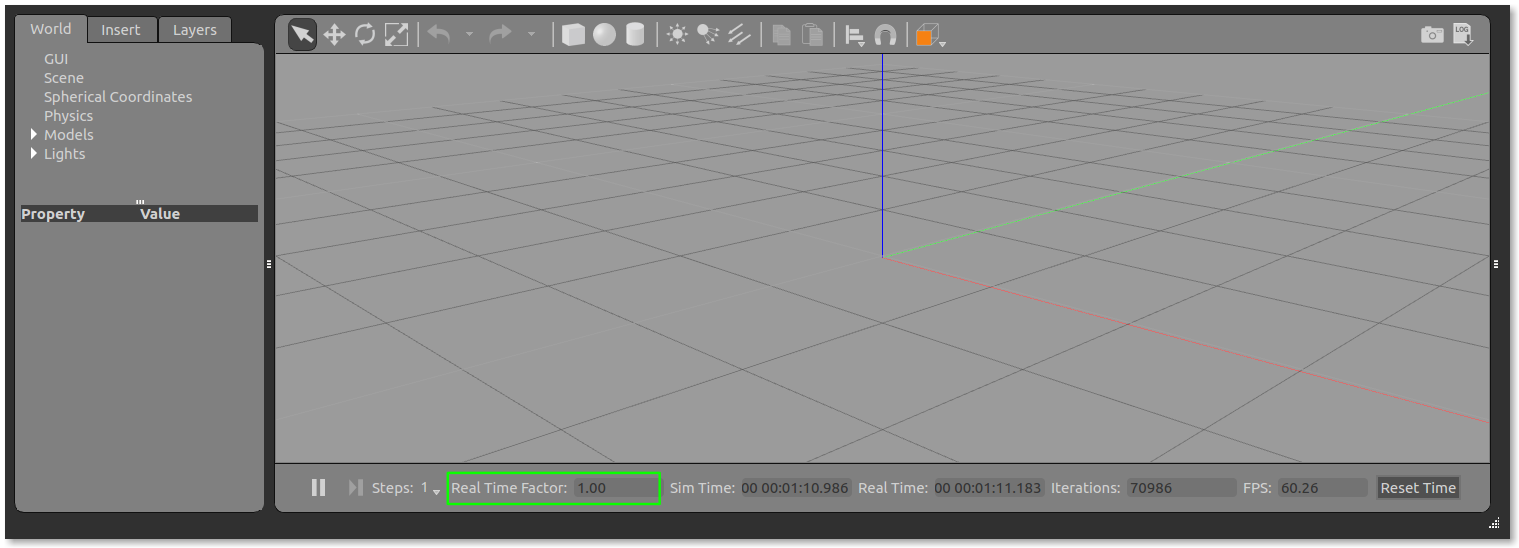 World Insert Layers
GUI
Scene
Spherical Coordinates
Physics
Models
Lights
Property Value
LOG
Steps: 1 Real Time Factor: 1.00 Sim Time: 00 00:01:10.986 Real Time: 00 00:01:11.183 Iterations: 70986 FPS: 60.26 Reset Time